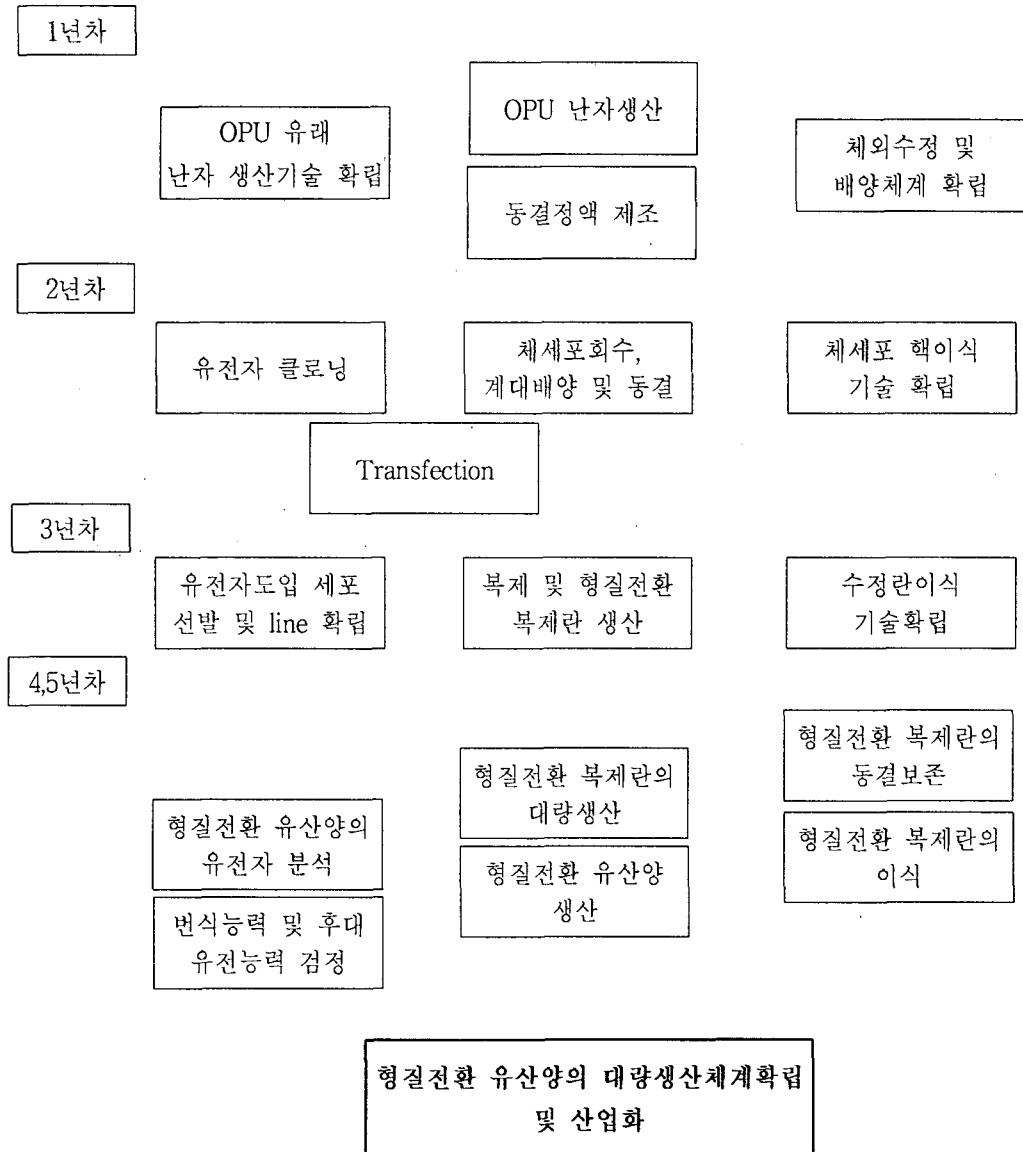 1년차
OPU 유래
난자 생산기술 확립
OPU 난자생산
동결정액 제조
체외수정 및
배양체계 확립
2년차
유전자 클로닝
체세포회수,
계대배양 및 동결
체세포 핵이식
기술 확립
Transfection
3년차
유전자도입 세포
선발 및 line 확립
복제 및 형질전환
복제란 생산
수정란이식
기술확립
4,5년차
형질전환 유산양의
유전자 분석
번식능력 및 후대
유전능력 검정
형질전환 복제란의
대량생산
형질전환 유산양
생산
형질전환 복제란의
동결보존
형질전환 복제란의
이식
형질전환 유산양의 대량생산체계확립
및 산업화